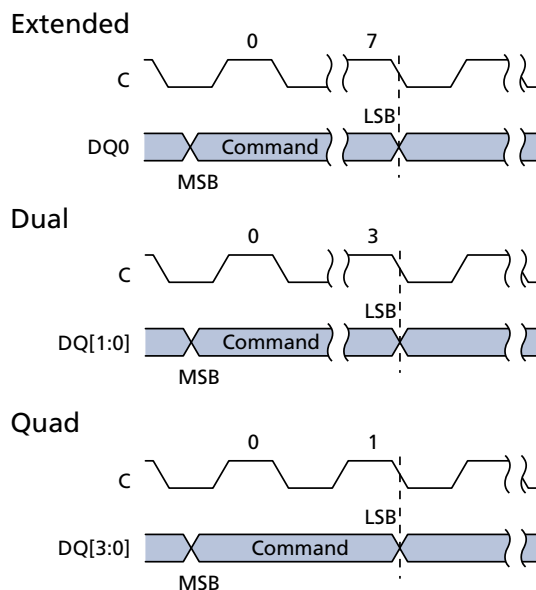 Extended
0 7
C
LSB
DQ0 Command
MSB
Dual
0 3
C
LSB
DQ[1:0] Command
MSB
Quad
0 1
C
LSB
DQ[3:0] Command
MSB